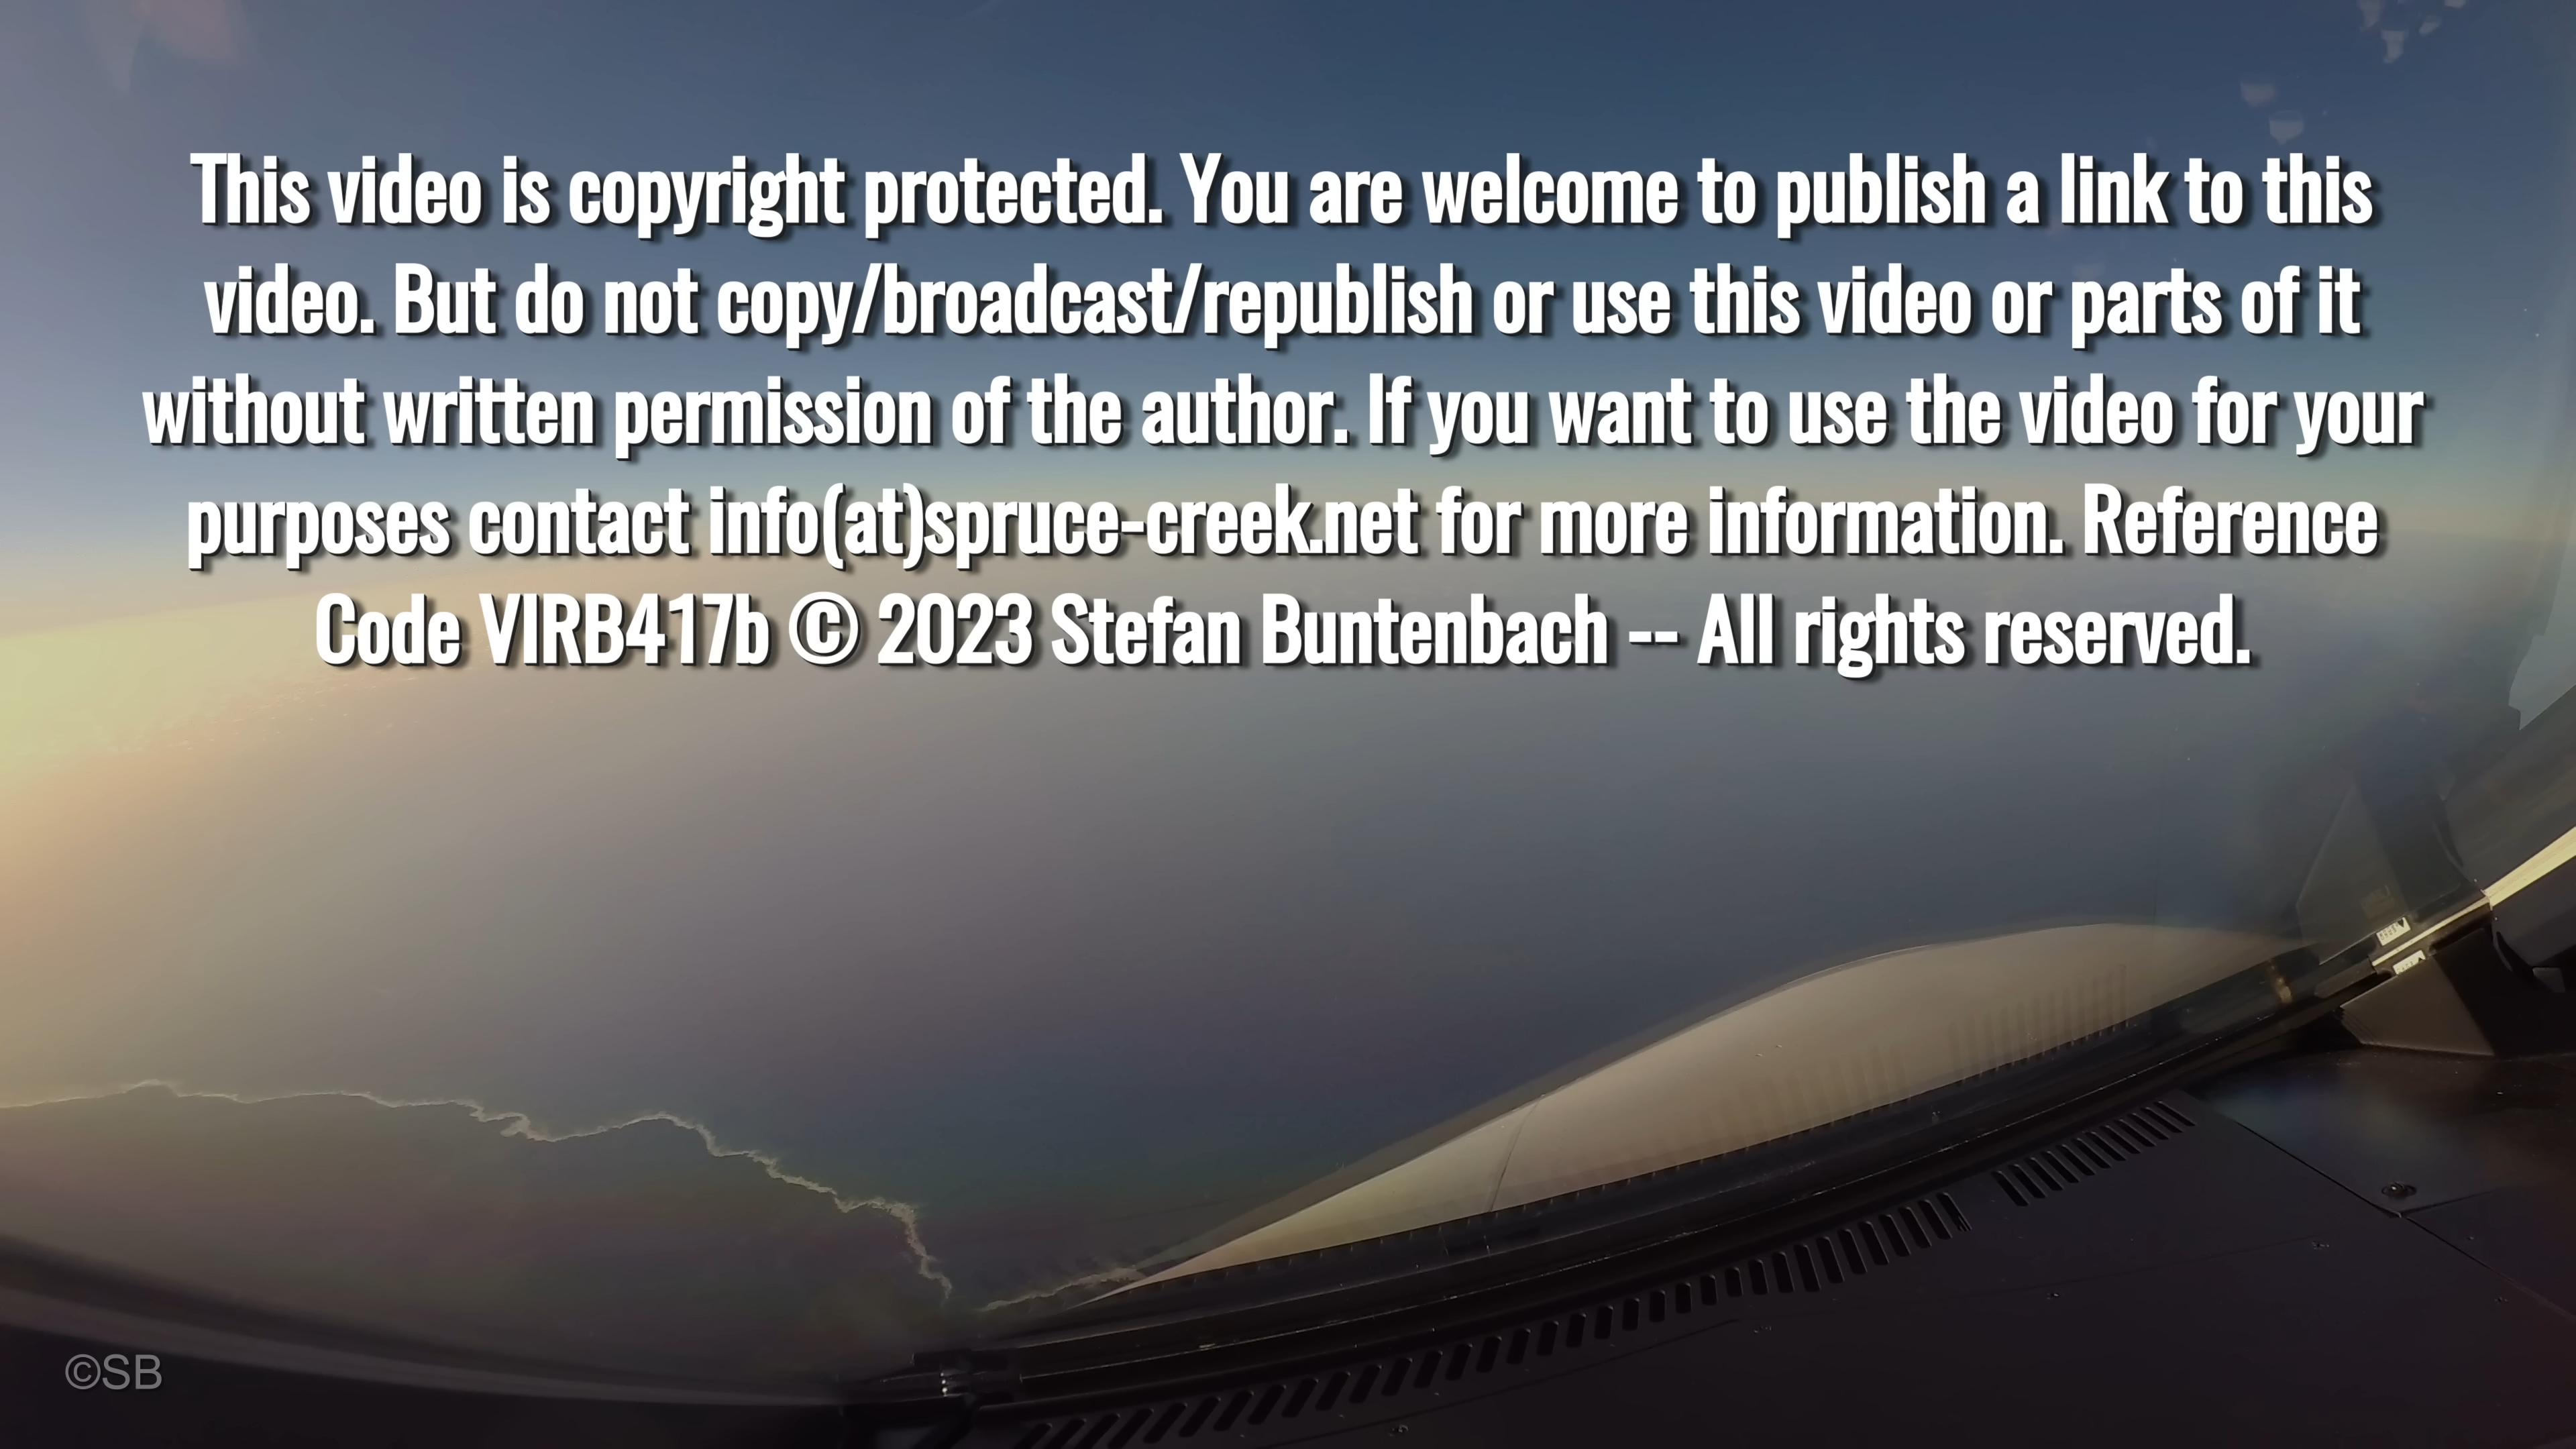 This video is copyright protected. You are welcome to publish a link to this
video. But do not copy/broadcast/republish or use this video or parts of it
without written permission of the author. If you want to use the video for your
purposes contact info(at)spruce-creek.net for more information. Reference
Code VIRB417b © 2023 Stefan Buntenbach -- All rights reserved.
©SB